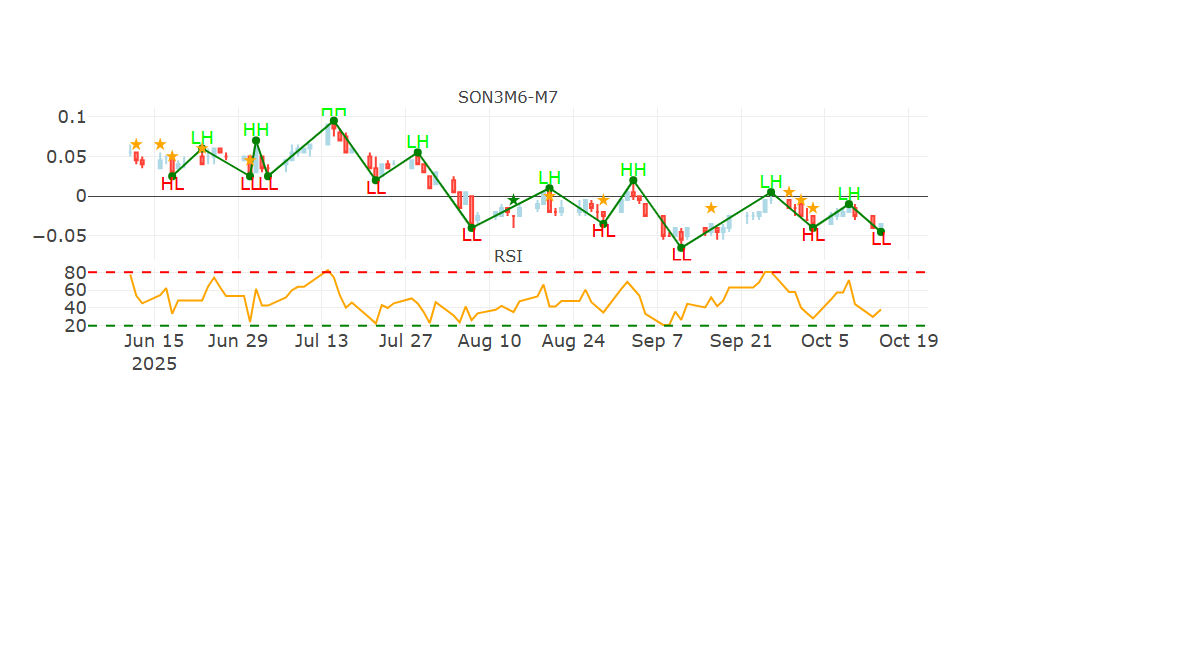 SON3M6-M7
0.1
0.05
0
−0.05
HL
LH
LL
HH
LL
HH
LL
LH
LL
LH
HL
HH
LL
LH
HL
LH
LL
RSI
80
60
40
20
Jun 15 Jun 29 Jul 13 Jul 27 Aug 10 Aug 24 Sep 7 Sep 21 Oct 5 Oct 19
2025